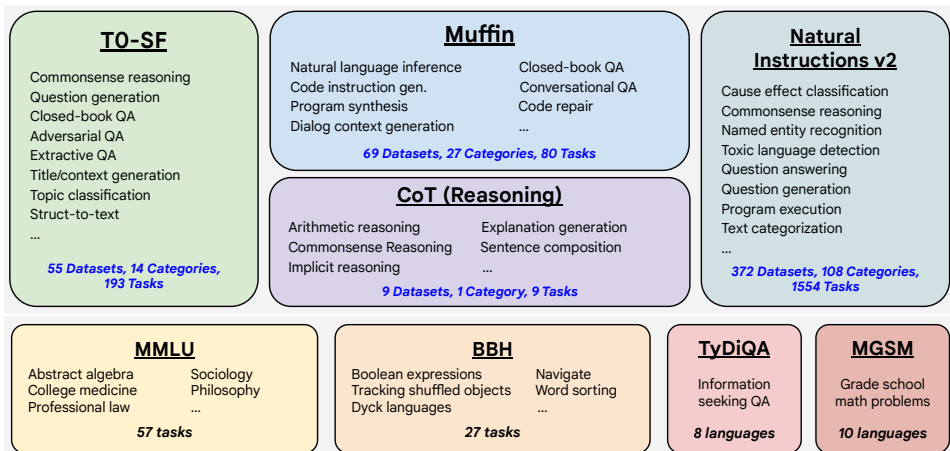 T0-SF
Commonsense reasoning
Question generation
Closed-book QA
Adversarial QA
Extractive QA
Title/context generation
Topic classification
Struct-to-text
...
55 Datasets, 14 Categories,
193 Tasks
Muffin
Natural language inference
Code instruction gen.
Program synthesis
Dialog context generation
Closed-book QA
Conversational QA
Code repair
...
69 Datasets, 27 Categories, 80 Tasks
CoT (Reasoning)
Arithmetic reasoning
Commonsense Reasoning
Implicit reasoning
Explanation generation
Sentence composition
...
9 Datasets, 1 Category, 9 Tasks
Natural
Instructions v2
Cause effect classification
Commonsense reasoning
Named entity recognition
Toxic language detection
Question answering
Question generation
Program execution
Text categorization
...
372 Datasets, 108 Categories,
1554 Tasks
MMLU
Abstract algebra
College medicine
Professional law
Sociology
Philosophy
...
57 tasks
BBH
Boolean expressions
Tracking shuffled objects
Dyck languages
Navigate
Word sorting
...
27 tasks
TyDiQA
Information
seeking QA
8 languages
MGSM
Grade school
math problems
10 languages